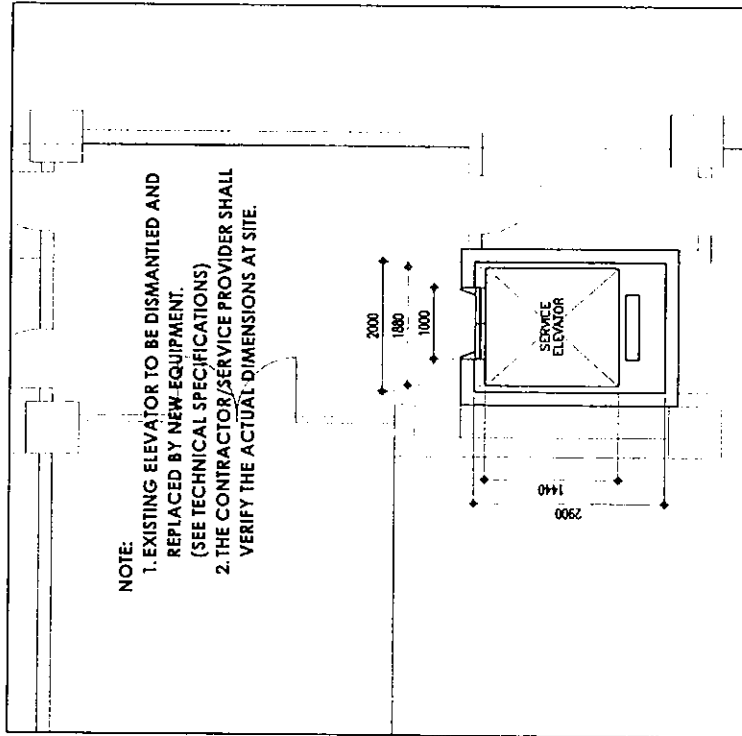 NOTE:
1. EXISTING ELEVATOR TO BE DISMANTLED AND
REPLACED BY NEW EQUIPMENT.
(SEE TECHNICAL SPECIFICATIONS)
2. THE CONTRACTOR/SERVICE PROVIDER SHALL
VERIFY THE ACTUAL DIMENSIONS AT SITE.
2000
1880
1000
SERVICE
ELEVATOR
1440
2900